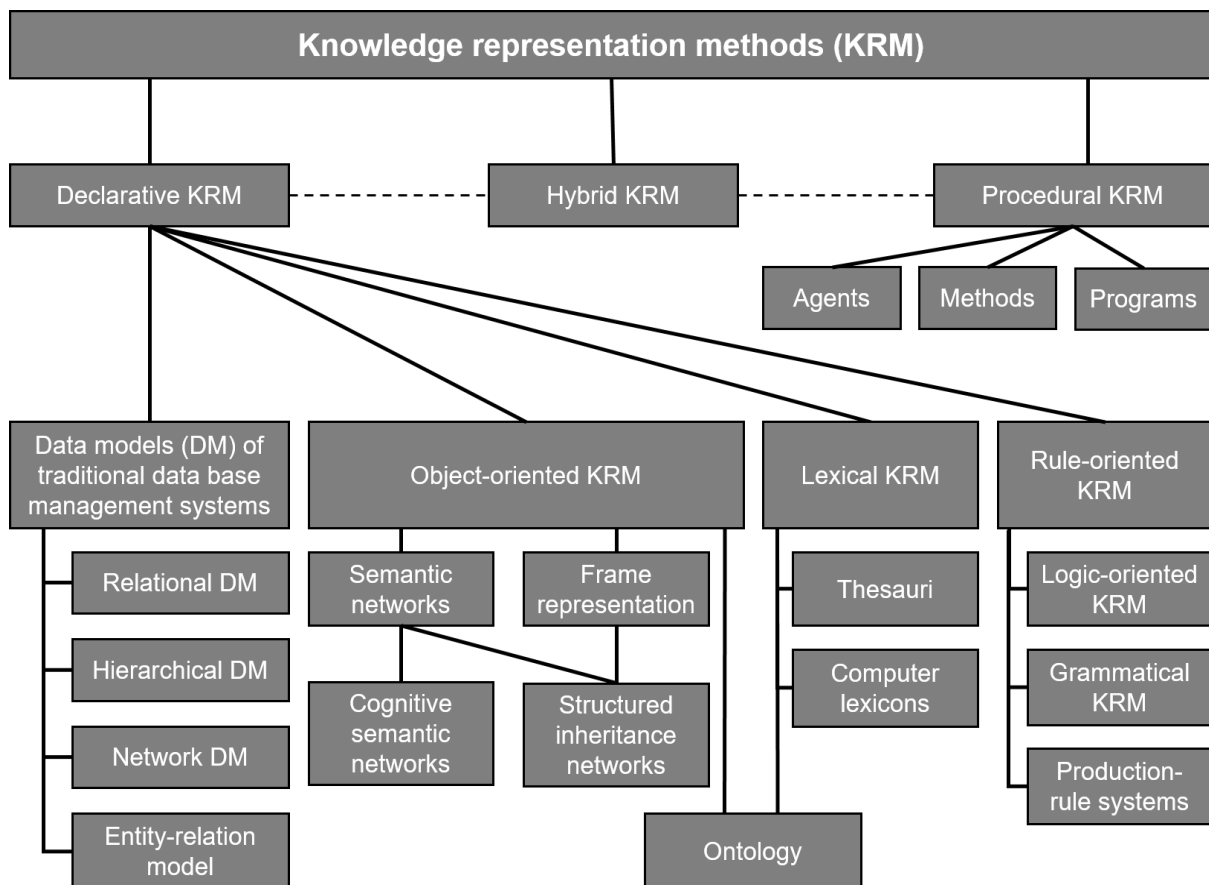 Knowledge representation methods (KRM)
Declarative KRM
Hybrid KRM
Procedural KRM
Agents
Methods
Programs
Data models (DM) of
traditional data base
management systems
Object-oriented KRM
Lexical KRM
Rule-oriented
KRM
Relational DM
Hierarchical DM
Network DM
Entity-relation
model
Semantic
networks
Frame
representation
Cognitive
semantic
networks
Structured
inheritance
networks
Thesauri
Computer
lexicons
Ontology
Logic-oriented
KRM
Grammatical
KRM
Production-
rule systems